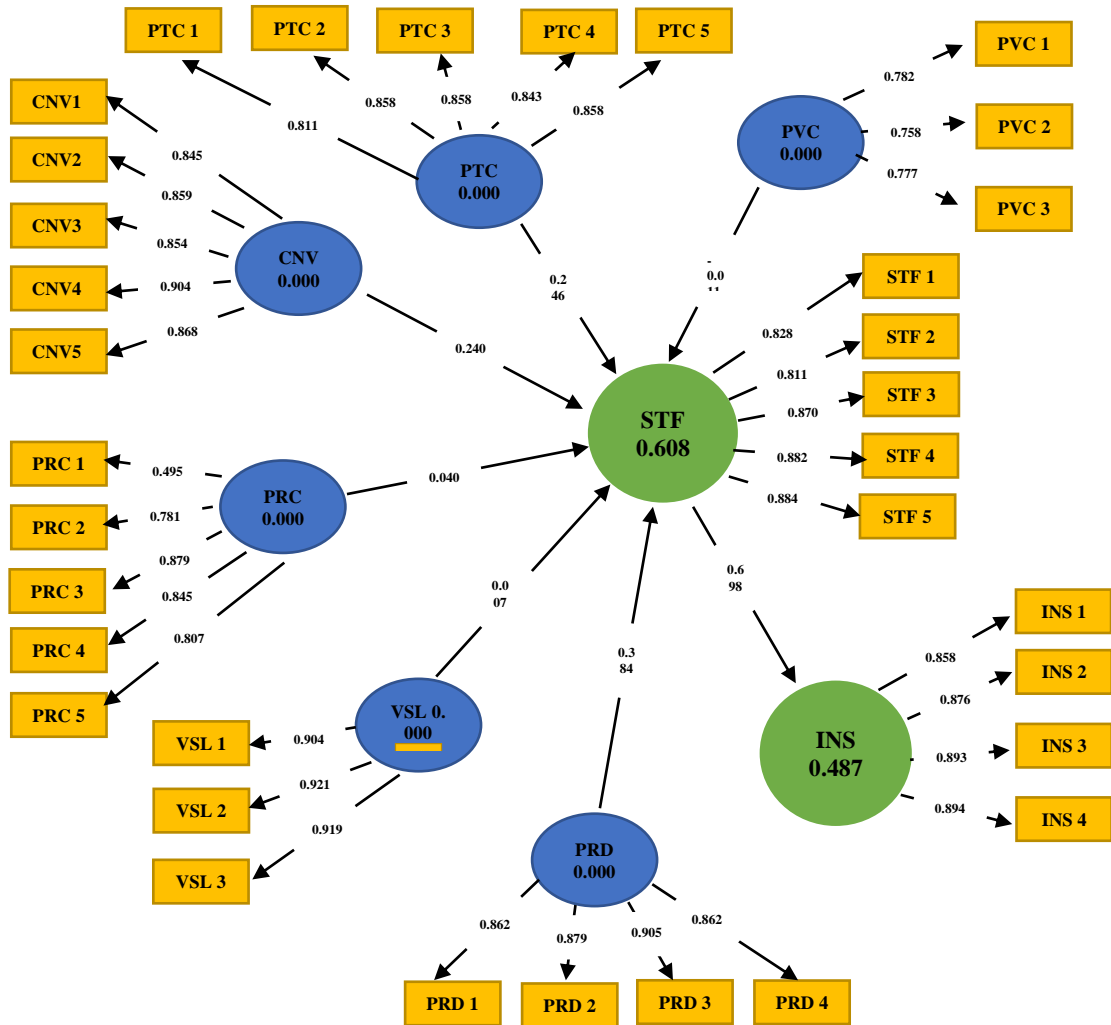 PTC 1
PTC 2
PTC 3
PTC 4
PTC 5
0.811
0.858
0.858
0.843
0.858
PTC
0.000
PVC 1
PVC 2
PVC 3
0.782
0.758
0.777
PVC
0.000
CNV1
CNV2
CNV3
CNV4
CNV5
0.845
0.859
0.854
0.904
0.868
CNV
0.000
0.2
46
-
0.0
11
0.240
STF 1
STF 2
STF 3
STF 4
STF 5
0.828
0.811
0.870
0.882
0.884
STF
0.608
PRC 1
PRC 2
PRC 3
PRC 4
PRC 5
0.495
0.781
0.879
0.845
0.807
PRC
0.000
0.040
0.0
07
0.3
84
0.6
98
VSL 1
VSL 2
VSL 3
0.904
0.921
0.919
VSL 0.
000
INS 1
INS 2
INS 3
INS 4
0.858
0.876
0.893
0.894
INS
0.487
PRD
0.000
0.862
0.879
0.905
0.862
PRD 1
PRD 2
PRD 3
PRD 4